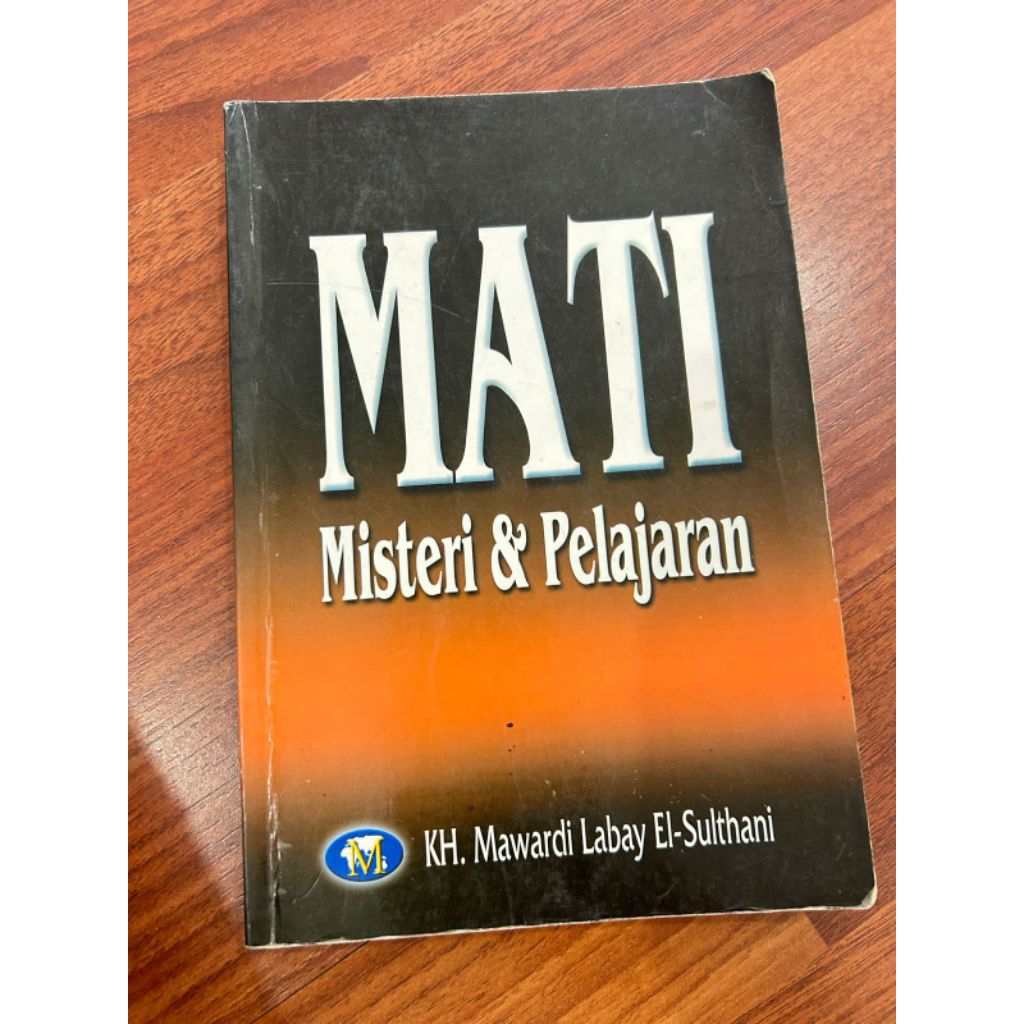 MATI
Misteri & Pelajaran
M
KH. Mawardi Labay El-Sulthani